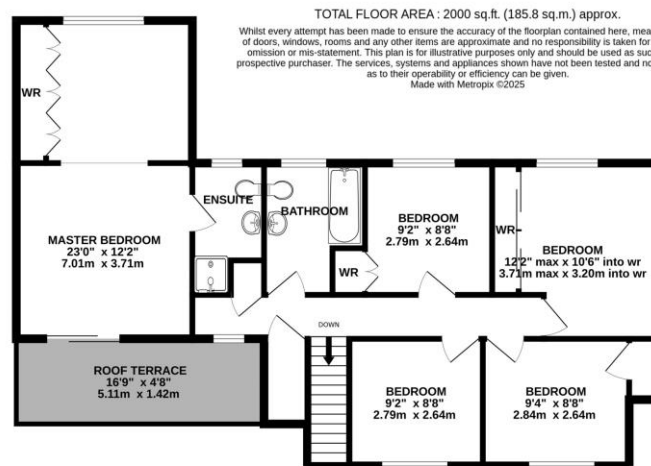 TOTAL FLOOR AREA : 2000 sq.ft. (185.8 sq.m.) approx.
Whilst every attempt has been made to ensure the accuracy of the floorplan contained here, mea
of doors, windows, rooms and any other items are approximate and no responsibility is taken for
omission or mis-statement. This plan is for illustrative purposes only and should be used as suc
prospective purchaser. The services, systems and appliances shown have not been tested and no
as to their operability or efficiency can be given.
Made with Metropix ©2025
WR
MASTER BEDROOM
23'0" x 12'2"
7.01m x 3.71m
ENSUITE
BATHROOM
WR
BEDROOM
9'2" x 8'8"
2.79m x 2.64m
WR
BEDROOM
12'2" max x 10'6" into wr
3.71m max x 3.20m into wr
DOWN
ROOF TERRACE
16'9" x 4'8"
5.11m x 1.42m
BEDROOM
9'2" x 8'8"
2.79m x 2.64m
BEDROOM
9'4" x 8'8"
2.84m x 2.64m